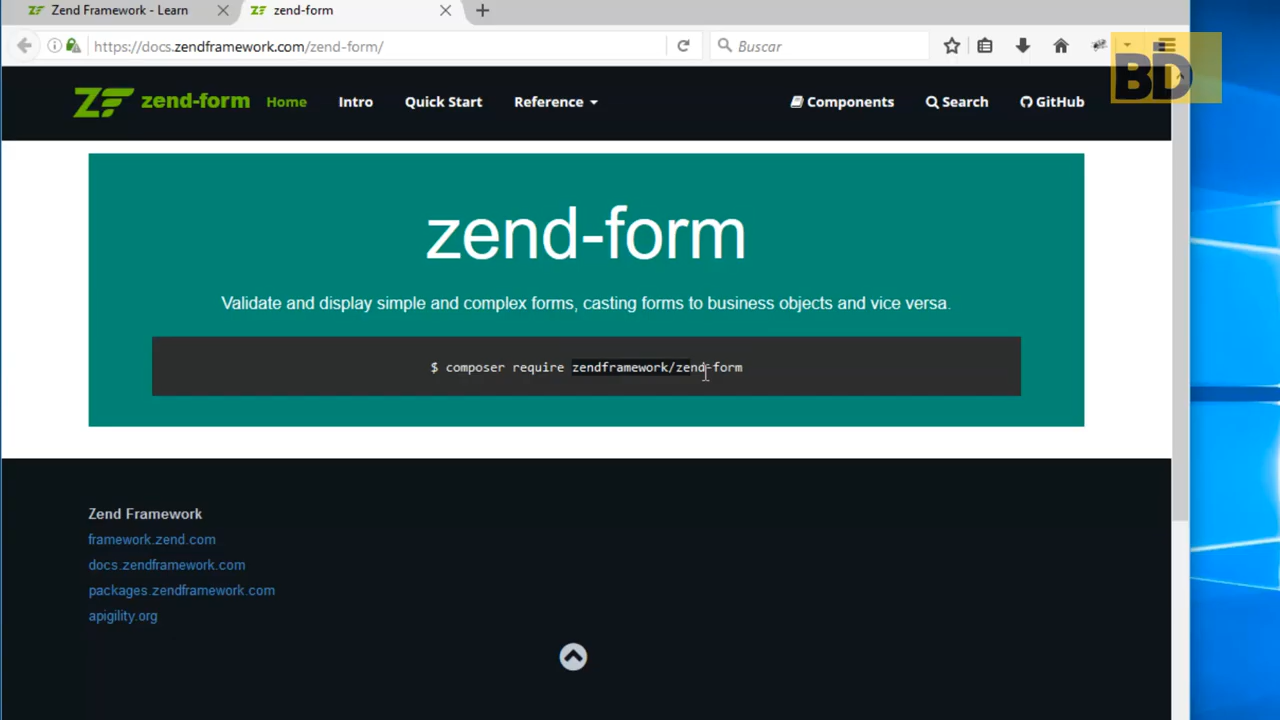 Zend Framework - Learn
zend-form
https://docs.zendframework.com/zend-form/
Buscar
BD
ZF zend-form Home Intro Quick Start Reference Components Search GitHub
zend-form
Validate and display simple and complex forms, casting forms to business objects and vice versa.
$ composer require zendframework/zend-form
Zend Framework
framework.zend.com
docs.zendframework.com
packages.zendframework.com
apigility.org